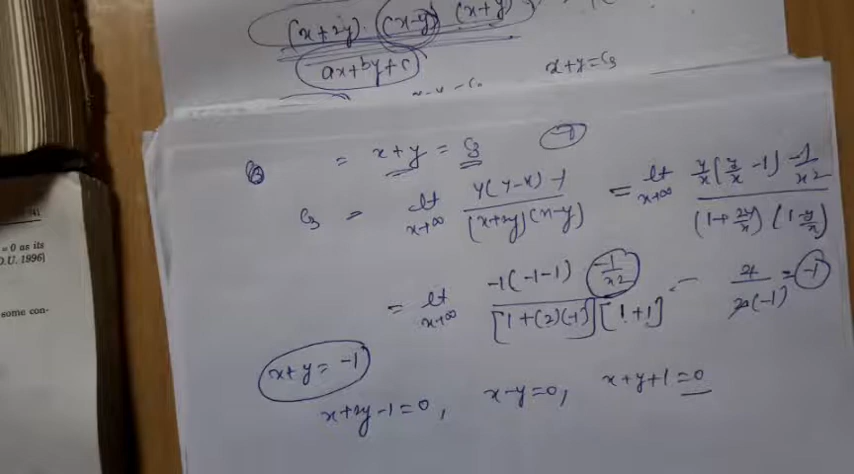 (x+2y) (x-y) (x+y)
ax+by+c
x+y=C3
41
= 0 as its
D.U. 1996]
some con-
= x+y = C3
C3 = lt x→∞ y(y-x)-1 / (x+2y)(x-y) = lt x→∞ y/x(y/x -1) -1/x2 / (1+2y/x)(1-y/x)
= lt x→∞ -1(-1-1) -1/x2 / [1+(2)(-1)][1+1] = 2/2(-1) = -1
x+y = -1
x+2y-1=0, x-y=0, x+y+1=0